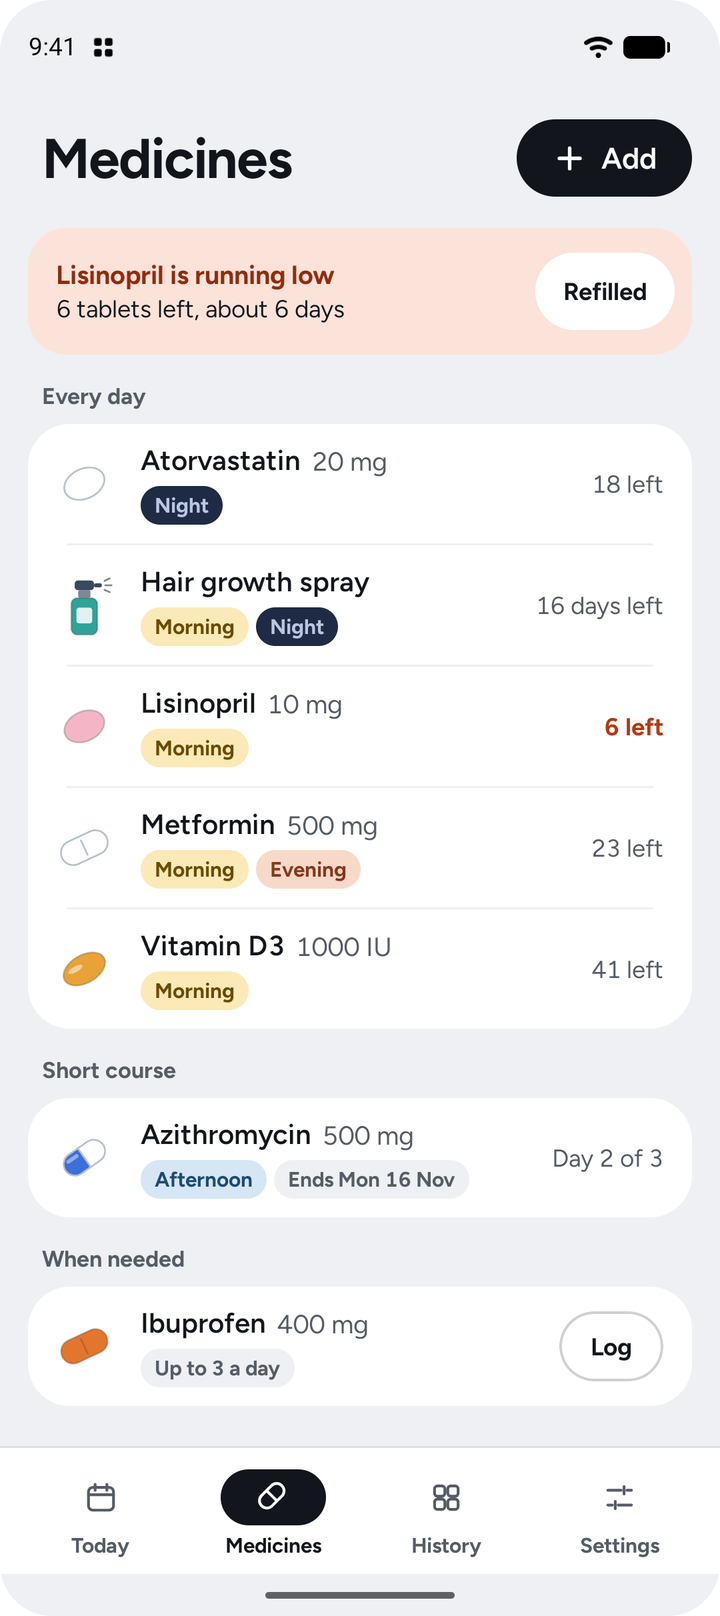 9:41
Medicines
Add
Lisinopril is running low
6 tablets left, about 6 days
Refilled
Every day
Atorvastatin 20 mg
Night
18 left
Hair growth spray
Morning Night
16 days left
Lisinopril 10 mg
Morning
6 left
Metformin 500 mg
Morning Evening
23 left
Vitamin D3 1000 IU
Morning
41 left
Short course
Azithromycin 500 mg
Afternoon Ends Mon 16 Nov
Day 2 of 3
When needed
Ibuprofen 400 mg
Up to 3 a day
Log
Today Medicines History Settings